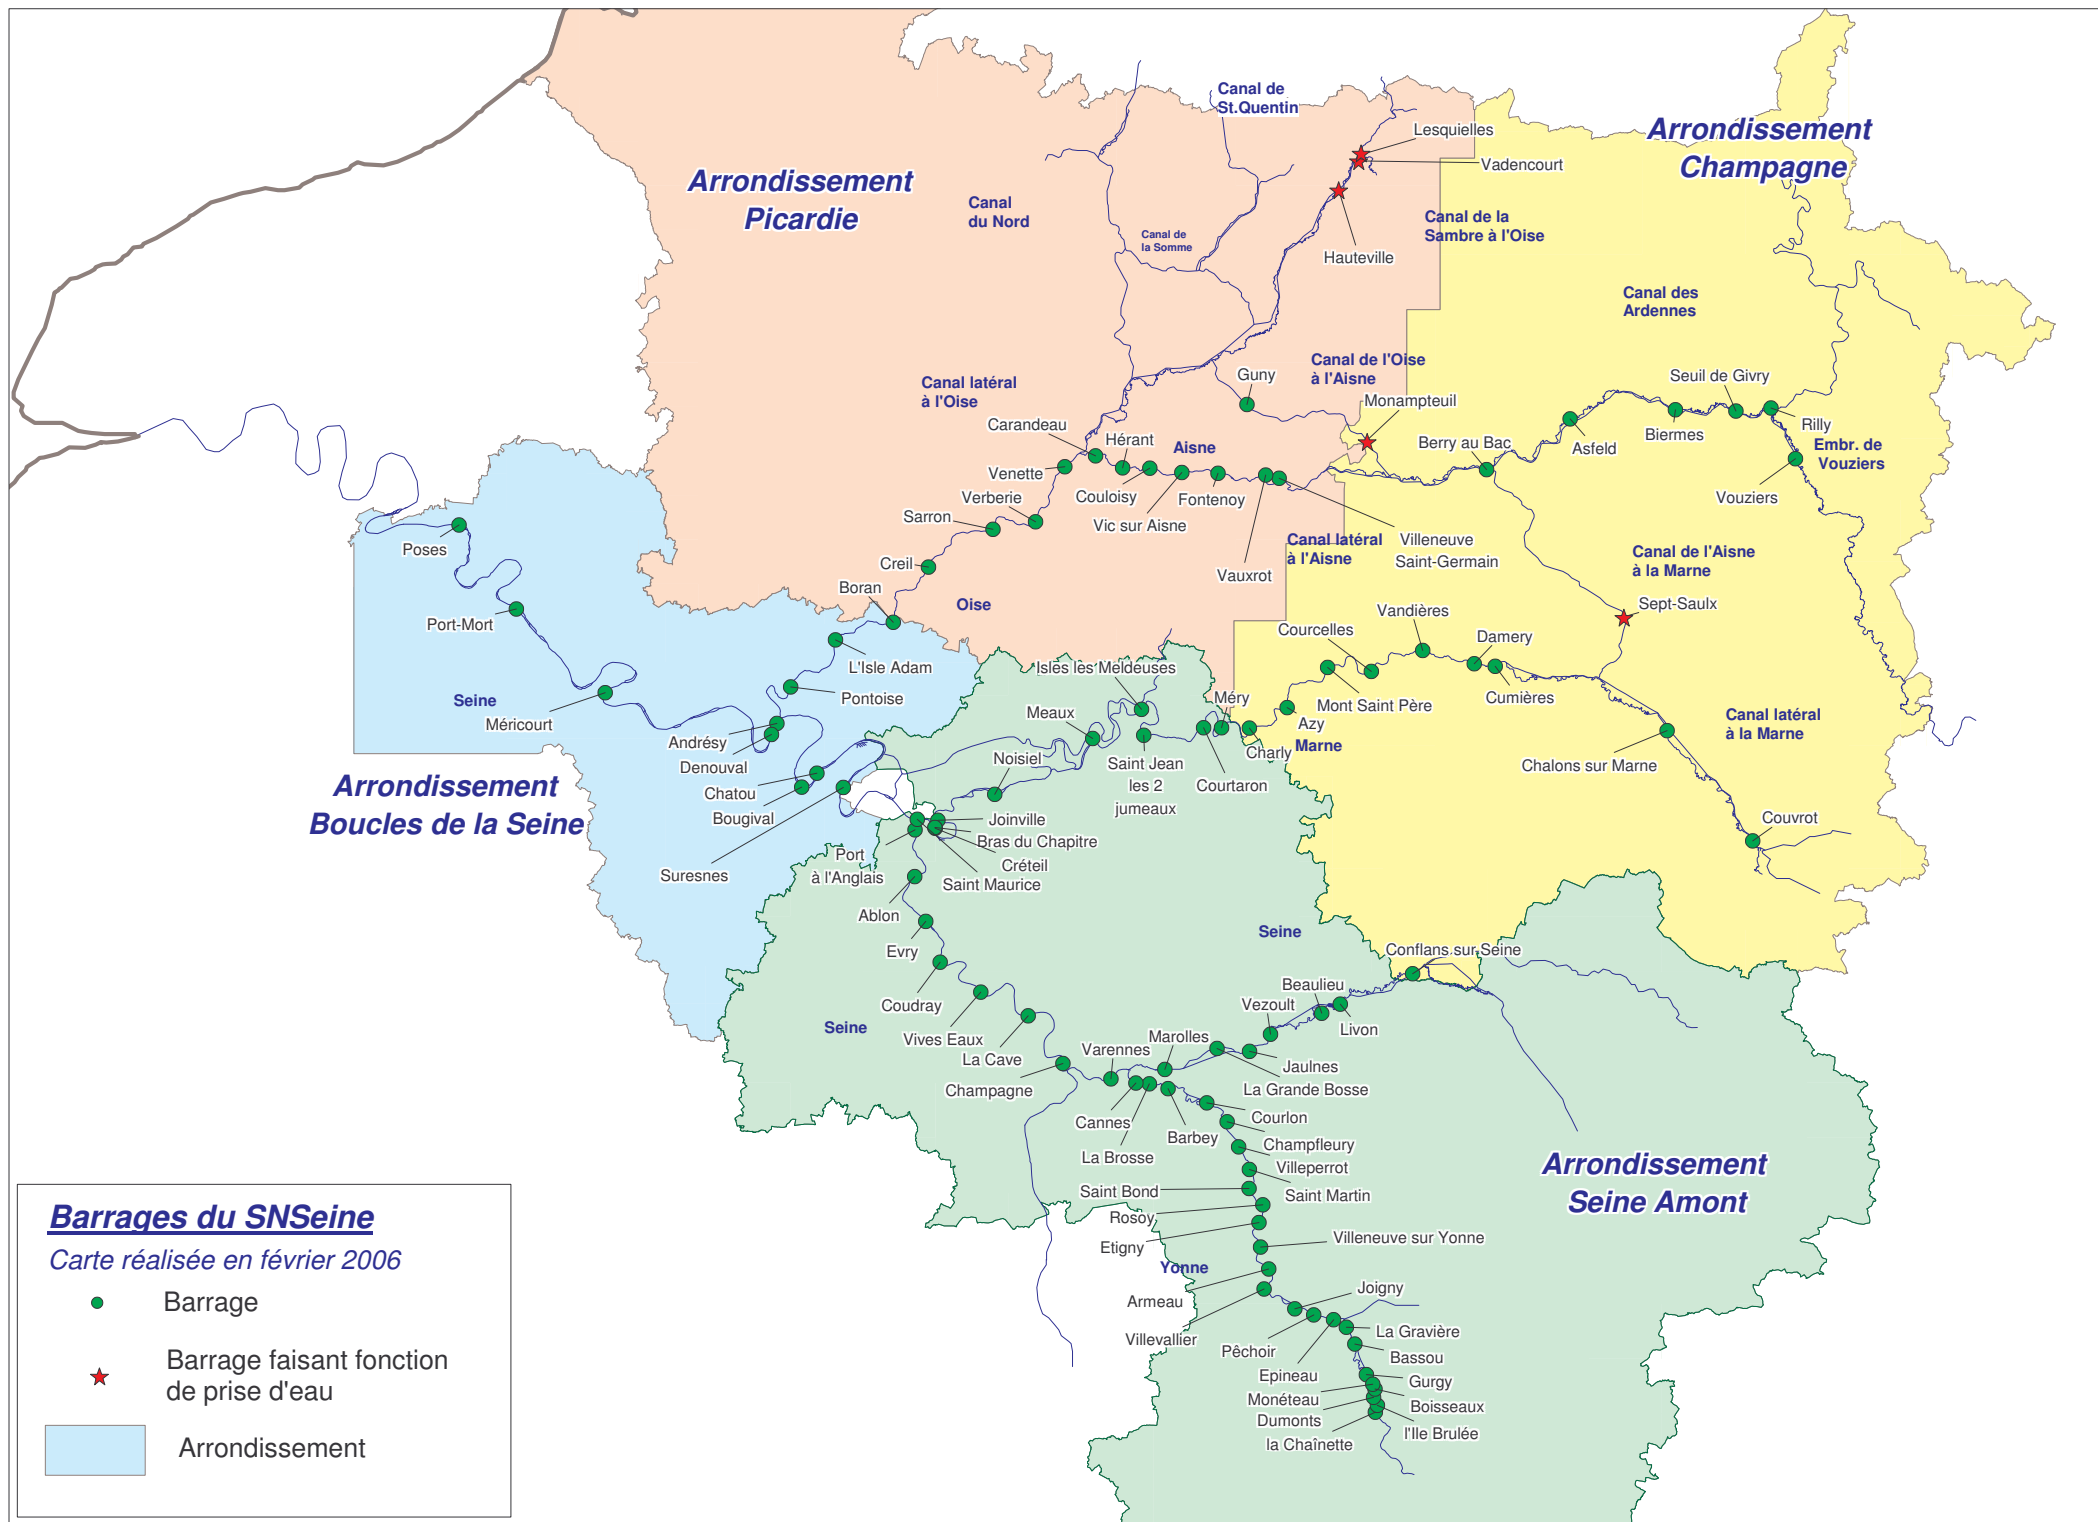 Canal de
St.Quentin
Lesquielles
Arrondissement
Champagne
Vadencourt
Arrondissement
Picardie
Canal
du Nord
Canal de la
Sambre à l'Oise
Canal de
la Somme
Hauteville
Canal des
Ardennes
Canal de l'Oise
à l'Aisne
Guny
Seuil de Givry
Canal latéral
à l'Oise
Monampteuil
Carandeau
Hérant
Aisne
Berry au Bac
Asfeld
Biermes
Rilly
Embr. de
Vouziers
Venette
Verberie
Couloisy
Fontenoy
Vouziers
Sarron
Vic sur Aisne
Poses
Canal latéral
à l'Aisne
Villeneuve
Saint-Germain
Canal de l'Aisne
à la Marne
Creil
Vauxrot
Boran
Oise
Port-Mort
Vandières
Sept-Saulx
Courcelles
Damery
L'Isle Adam
Isles les Meldeuses
Seine
Pontoise
Méricourt
Méry
Mont Saint Père
Cumières
Meaux
Azy
Canal latéral
à la Marne
Andrésy
Marne
Charly
Denouval
Noisiel
Saint Jean
les 2
jumeaux
Chalons sur Marne
Arrondissement
Boucles de la Seine
Chatou
Courtaron
Bougival
Joinville
Couvrot
Bras du Chapitre
Port
à l'Anglais
Créteil
Suresnes
Saint Maurice
Ablon
Seine
Evry
Conflans sur Seine
Beaulieu
Coudray
Vezoult
Seine
Livon
Vives Eaux
Marolles
Varennes
La Cave
Jaulnes
Champagne
La Grande Bosse
Cannes
Courlon
Barbey
Champfleury
La Brosse
Villeperrot
Arrondissement
Seine Amont
Saint Bond
Saint Martin
Rosoy
Etigny
Villeneuve sur Yonne
Yonne
Joigny
Armeau
Villevallier
La Gravière
Pêchoir
Bassou
Epineau
Gurgy
Monéteau
Boisseaux
Dumonts
l'Ile Brulée
la Chaînette
Barrages du SNSeine
Carte réalisée en février 2006
Barrage
Barrage faisant fonction
de prise d'eau
Arrondissement